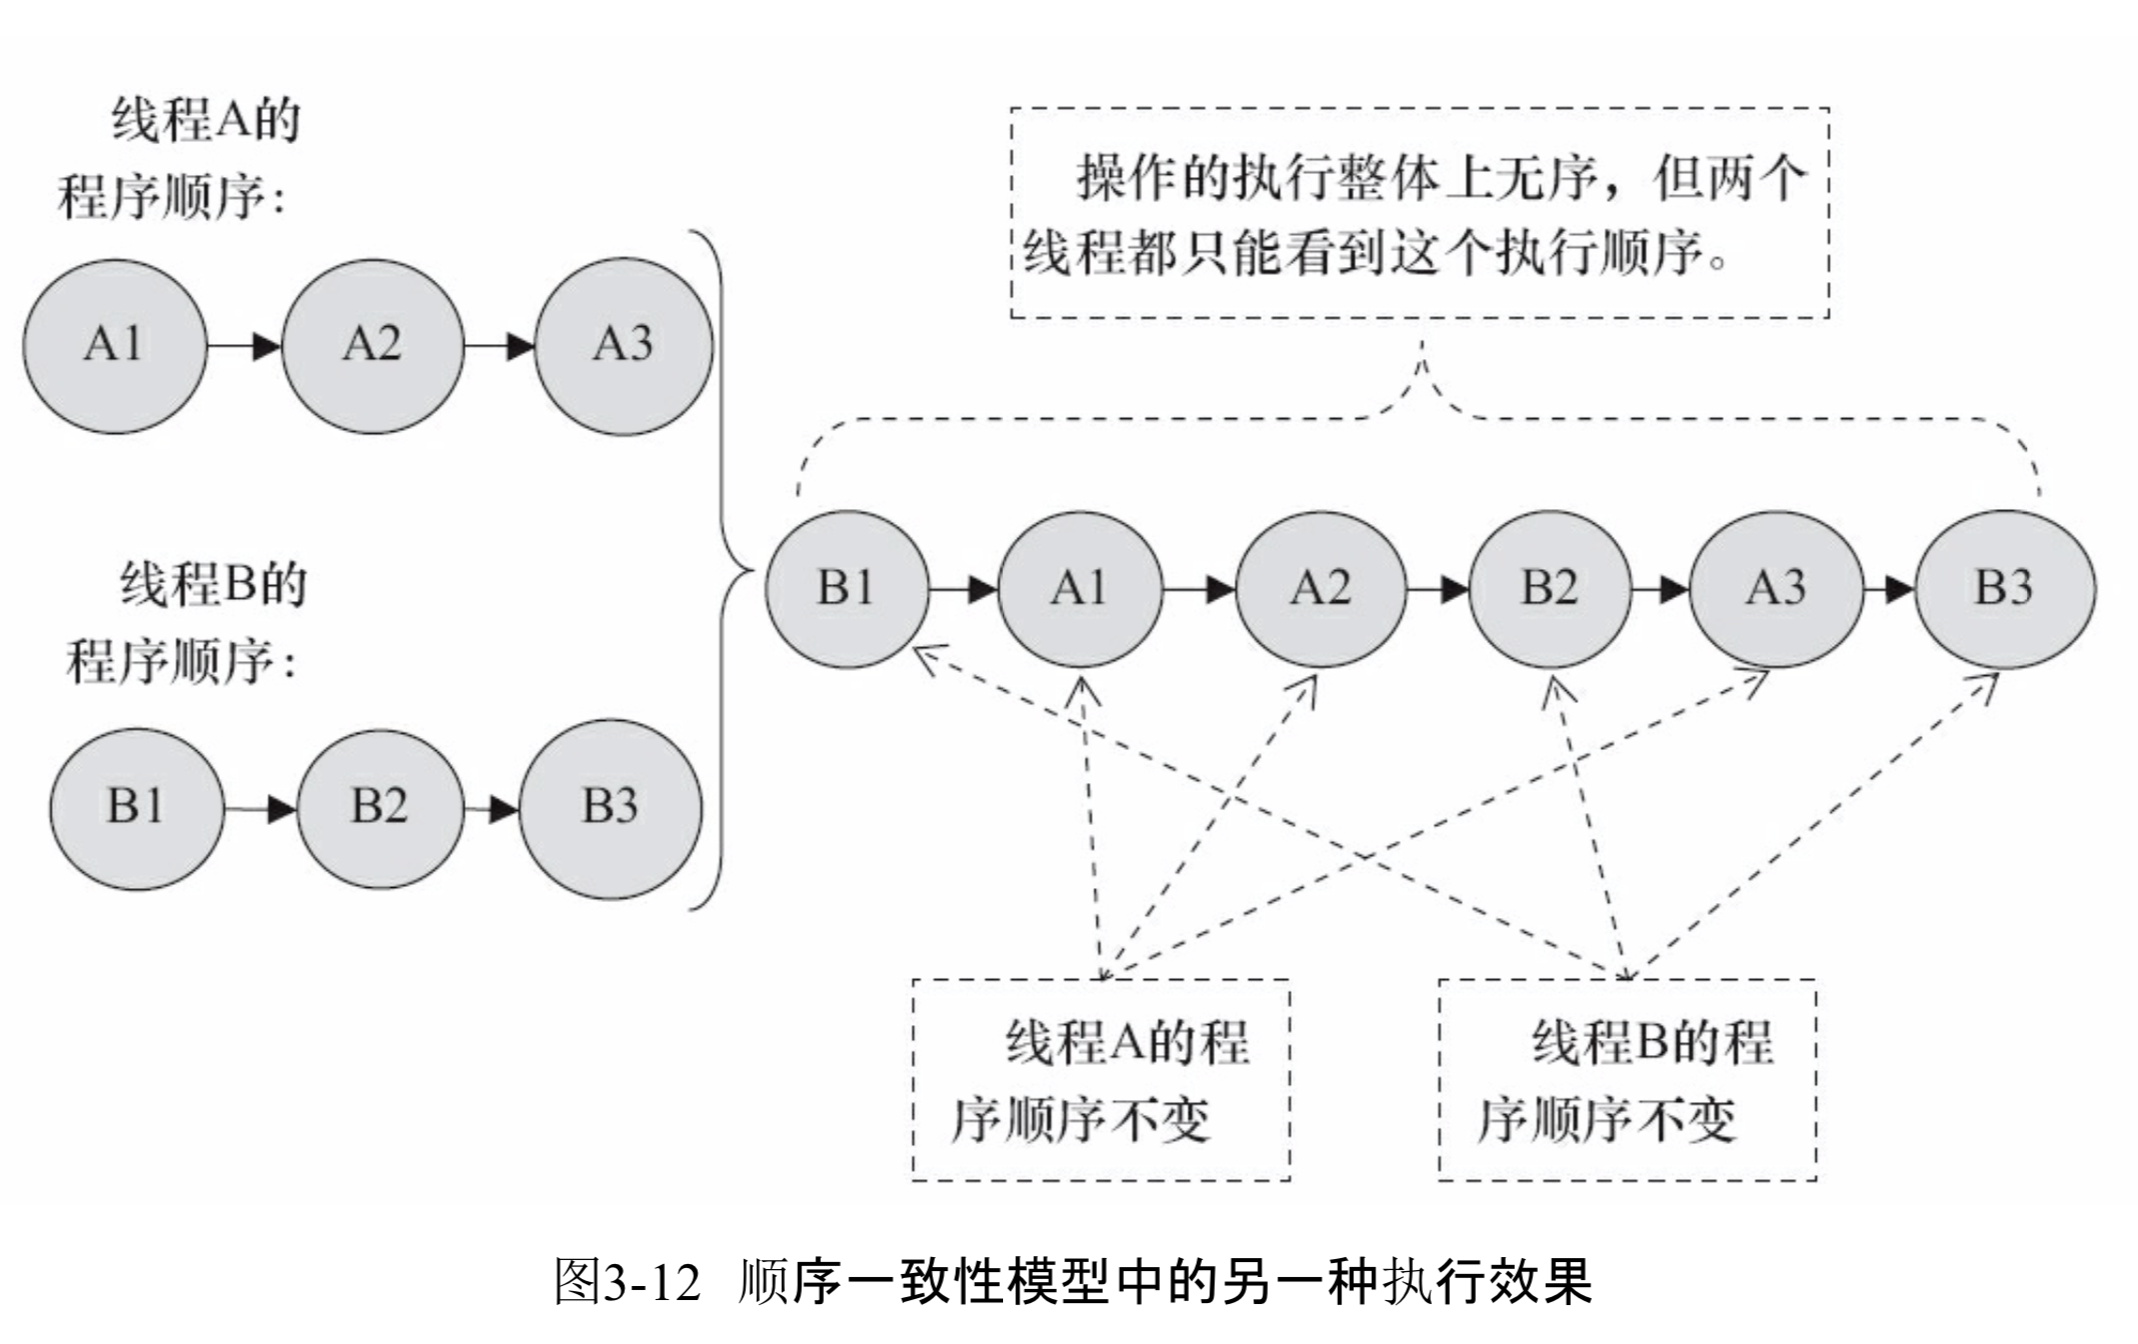 线程A的
程序顺序：
A1 A2 A3
操作的执行整体上无序，但两个
线程都只能看到这个执行顺序。
线程B的
程序顺序：
B1 B2 B3
B1 A1 A2 B2 A3 B3
线程A的程
序顺序不变
线程B的程
序顺序不变
图3-12 顺序一致性模型中的另一种执行效果